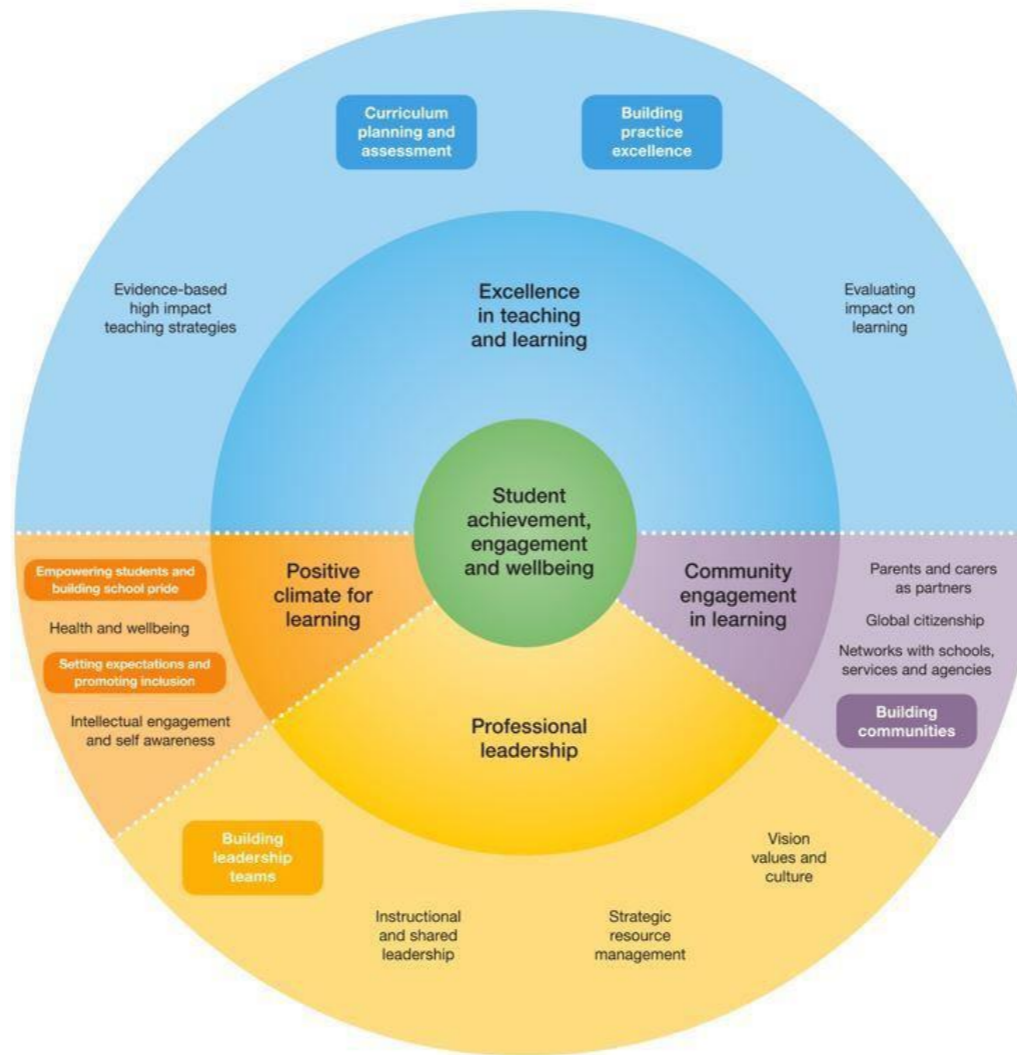 Curriculum
planning and
assessment
Building
practice
excellence
Evidence-based
high impact
teaching strategies
Excellence
in teaching
and learning
Evaluating
impact on
learning
Student
achievement,
engagement
and wellbeing
Empowering students and
building school pride
Health and wellbeing
Setting expectations and
promoting inclusion
Intellectual engagement
and self awareness
Positive
climate for
learning
Community
engagement
in learning
Parents and carers
as partners
Global citizenship
Networks with schools,
services and agencies
Building
communities
Professional
leadership
Building
leadership
teams
Instructional
and shared
leadership
Strategic
resource
management
Vision
values and
culture